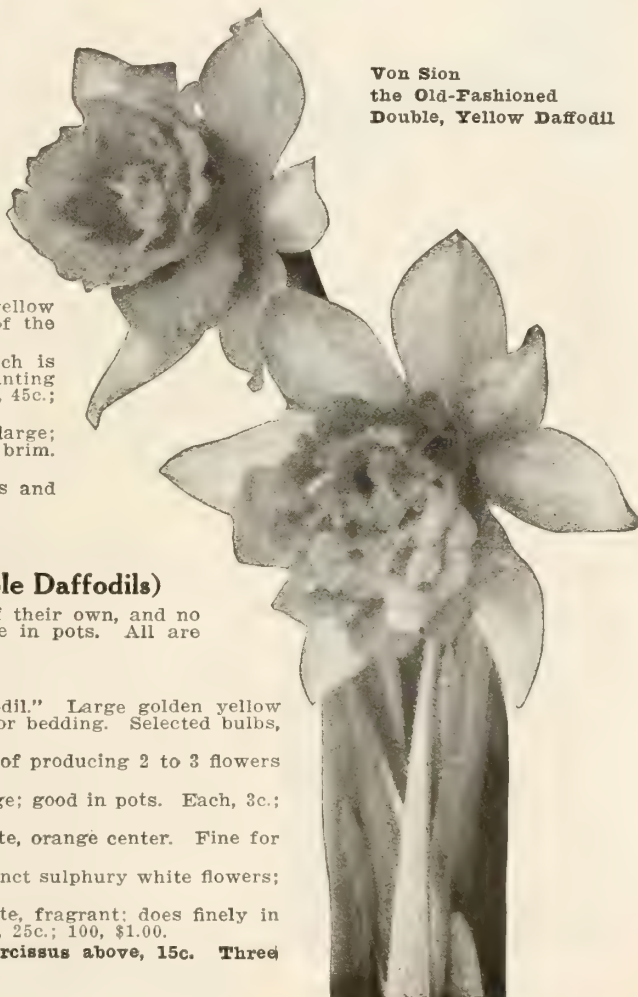 Von Sion
the Old-Fashioned
Double, Yellow Daffodil
ellow
of the
ch is
nting
, 45c.;
large;
brim.
s and
le Daffodils)
f their own, and no
e in pots. All are
dil." Large golden yellow
or bedding. Selected bulbs,
of producing 2 to 3 flowers
ge; good in pots. Each, 3c.;
te, orange center. Fine for
nct sulphury white flowers;
te, fragrant; does finely in
, 25c.; 100, $1.00.
rcissus above, 15c. Three